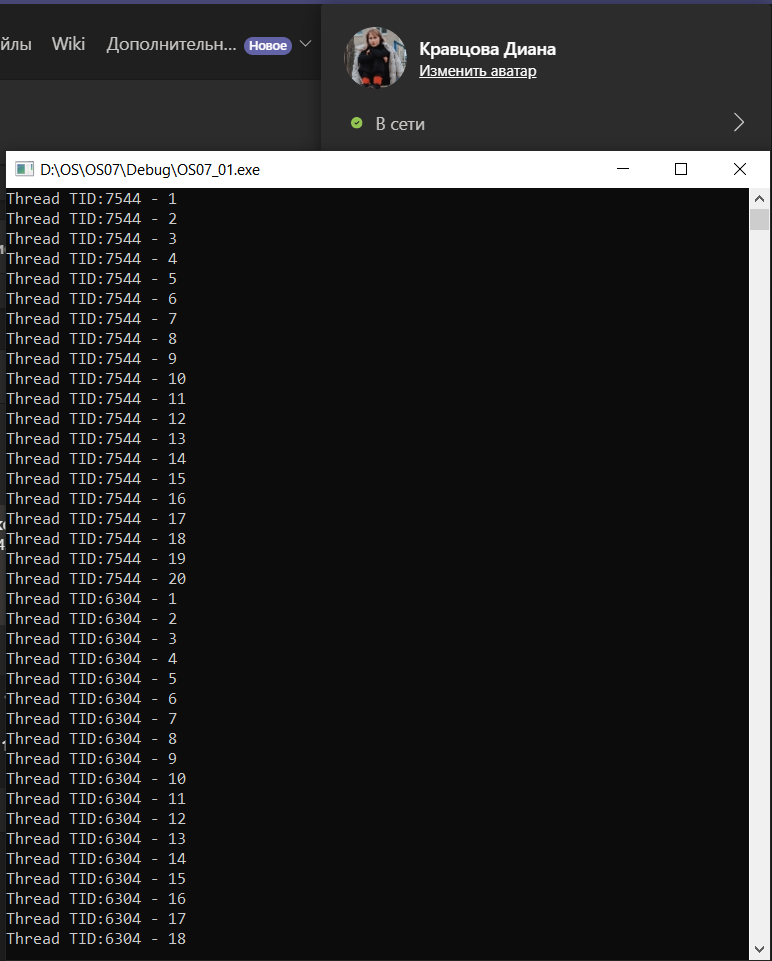 йлы Wiki Дополнительн... Новое
Кравцова Диана
Изменить аватар
В сети
D:\OS\OS07\Debug\OS07_01.exe
Thread TID:7544 - 1
Thread TID:7544 - 2
Thread TID:7544 - 3
Thread TID:7544 - 4
Thread TID:7544 - 5
Thread TID:7544 - 6
Thread TID:7544 - 7
Thread TID:7544 - 8
Thread TID:7544 - 9
Thread TID:7544 - 10
Thread TID:7544 - 11
Thread TID:7544 - 12
Thread TID:7544 - 13
Thread TID:7544 - 14
Thread TID:7544 - 15
Thread TID:7544 - 16
Thread TID:7544 - 17
Thread TID:7544 - 18
Thread TID:7544 - 19
Thread TID:7544 - 20
Thread TID:6304 - 1
Thread TID:6304 - 2
Thread TID:6304 - 3
Thread TID:6304 - 4
Thread TID:6304 - 5
Thread TID:6304 - 6
Thread TID:6304 - 7
Thread TID:6304 - 8
Thread TID:6304 - 9
Thread TID:6304 - 10
Thread TID:6304 - 11
Thread TID:6304 - 12
Thread TID:6304 - 13
Thread TID:6304 - 14
Thread TID:6304 - 15
Thread TID:6304 - 16
Thread TID:6304 - 17
Thread TID:6304 - 18